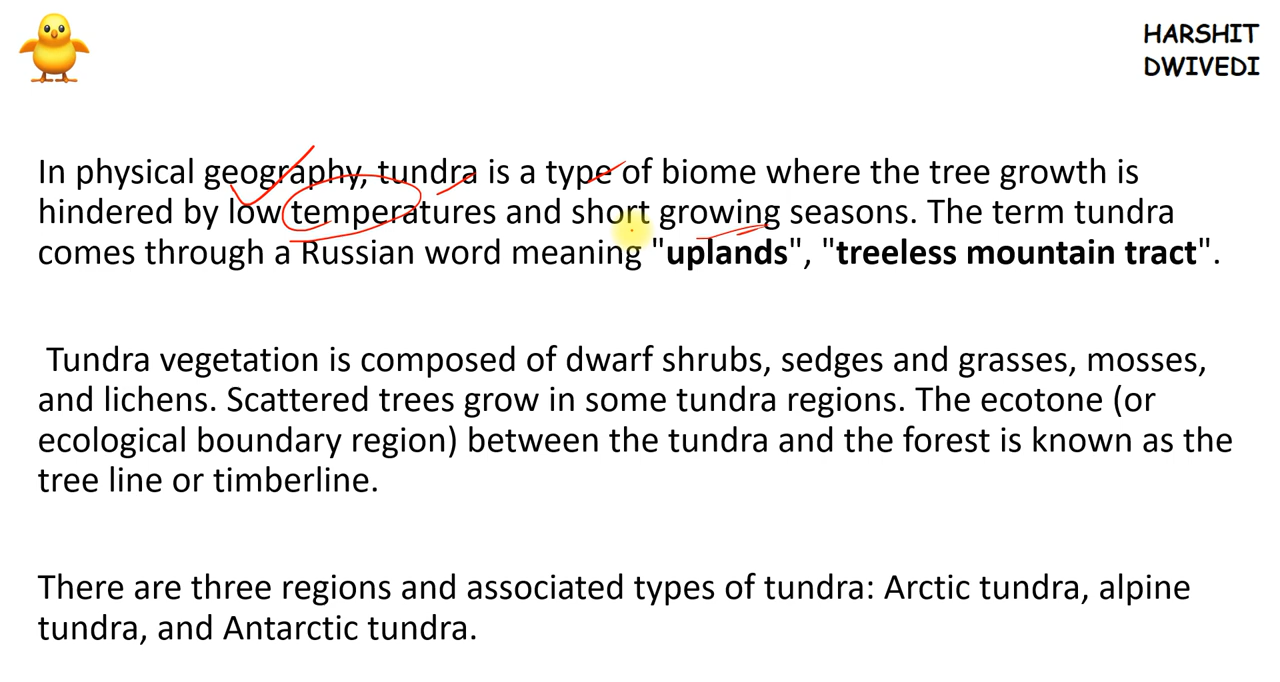 HARSHIT
DWIVEDI
In physical geography, tundra is a type of biome where the tree growth is
hindered by low temperatures and short growing seasons. The term tundra
comes through a Russian word meaning "uplands", "treeless mountain tract".
Tundra vegetation is composed of dwarf shrubs, sedges and grasses, mosses,
and lichens. Scattered trees grow in some tundra regions. The ecotone (or
ecological boundary region) between the tundra and the forest is known as the
tree line or timberline.
There are three regions and associated types of tundra: Arctic tundra, alpine
tundra, and Antarctic tundra.